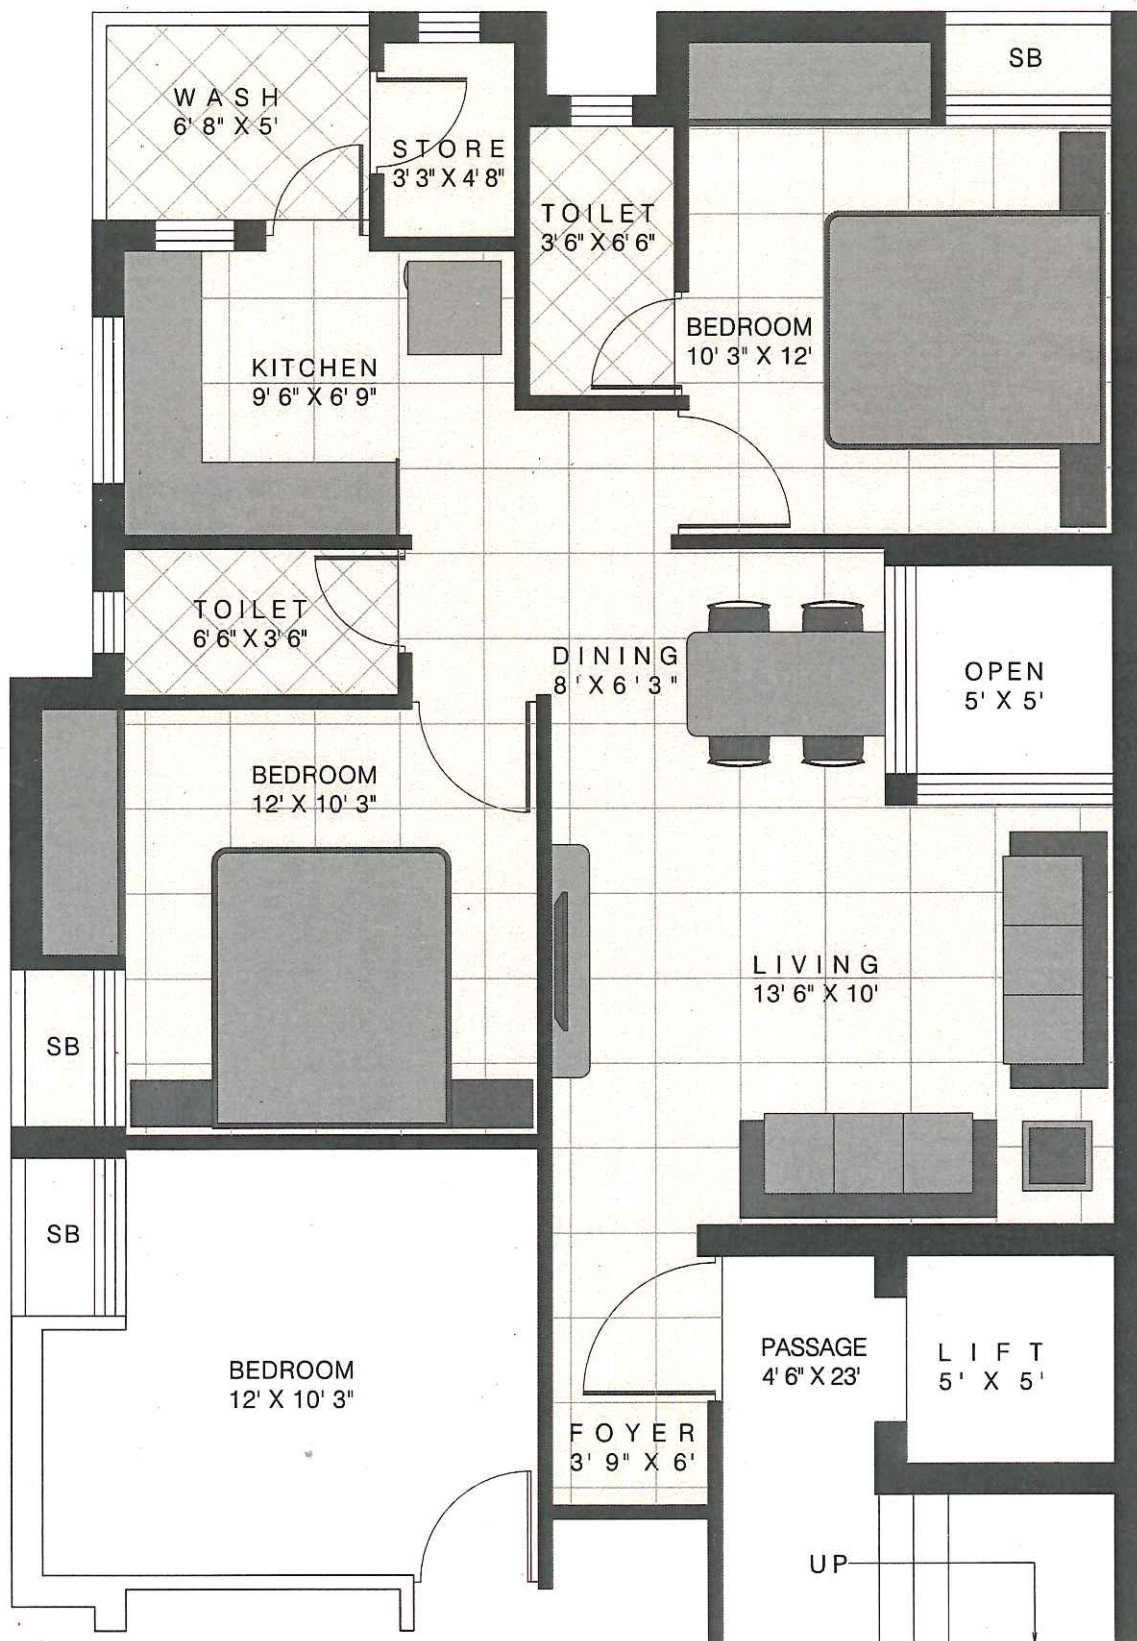 SB
WASH
6' 8" X 5'
STORE
3' 3" X 4' 8"
TOILET
3' 6" X 6' 6"
BEDROOM
10' 3" X 12'
KITCHEN
9' 6" X 6' 9"
TOILET
6' 6" X 3' 6"
DINING
8' X 6' 3"
OPEN
5' X 5'
BEDROOM
12' X 10' 3"
LIVING
13' 6" X 10'
SB
SB
BEDROOM
12' X 10' 3"
PASSAGE
4' 6" X 23'
LIFT
5' X 5'
FOYER
3' 9" X 6'
UP